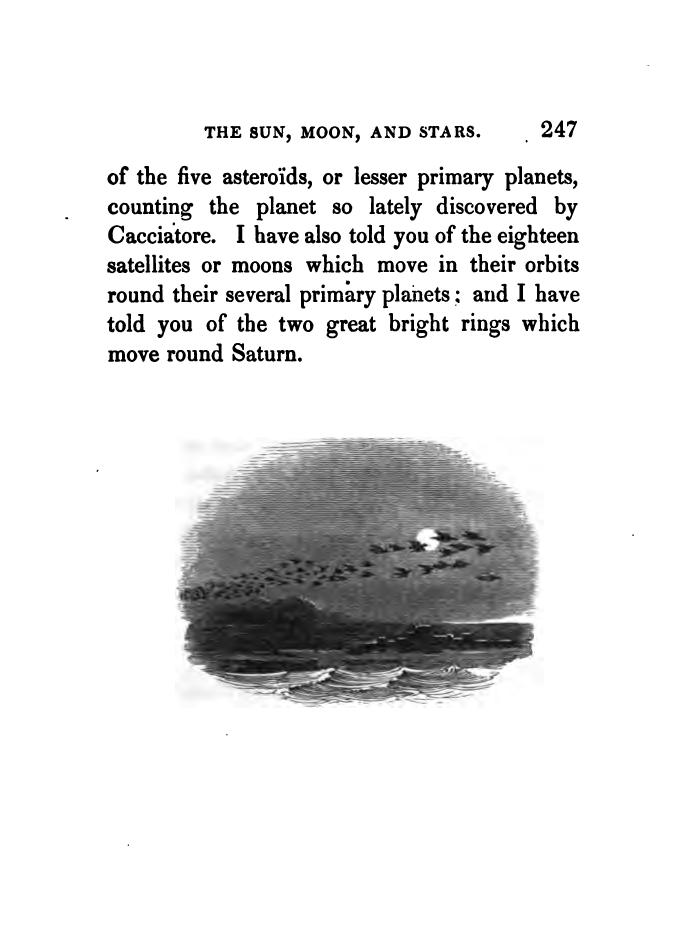 THE SUN, MOON, AND STARS. 247
of the five asteroïds, or lesser primary planets,
counting the planet so lately discovered by
Cacciatore. I have also told you of the eighteen
satellites or moons which move in their orbits
round their several primary planets; and I have
told you of the two great bright rings which
move round Saturn.